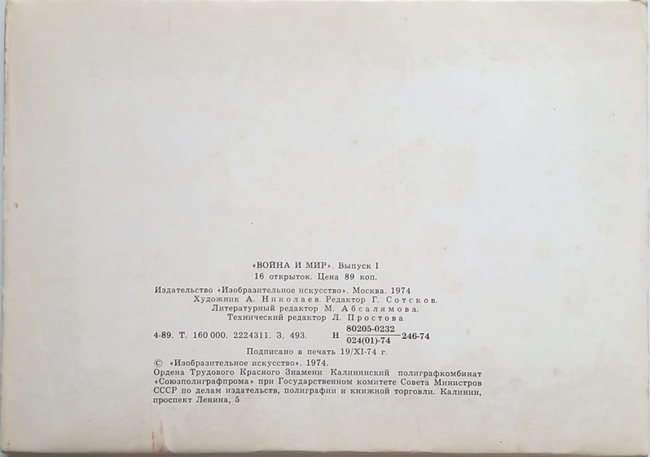 «ВОЙНА И МИР». Выпуск I
16 открыток. Цена 89 коп.
Издательство «Изобразительное искусство». Москва. 1974
Художник А. Николаев. Редактор Г. Сотсков.
Литературный редактор М. Абсалямова.
Технический редактор Л. Простова
4-89. Т. 160 000. 2224311. З. 493. И 80205-0232
024(01)-74 246-74
Подписано в печать 19/XI-74 г.
© «Изобразительное искусство». 1974.
Ордена Трудового Красного Знамени Калининский полиграфкомбинат
«Союзполиграфпрома» при Государственном комитете Совета Министров
СССР по делам издательств, полиграфии и книжной торговли. Калинин,
проспект Ленина, 5